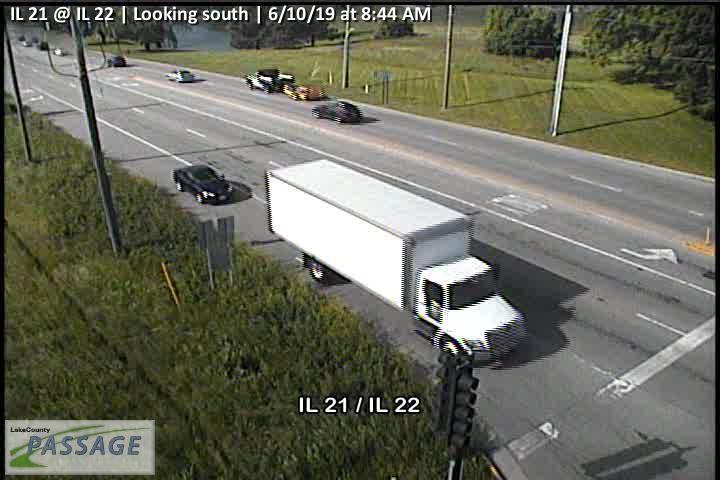 IL 21 @ IL 22 | Looking south | 6/10/19 at 8:44 AM
IL 21 / IL 22
LakeCounty
PASSAGE